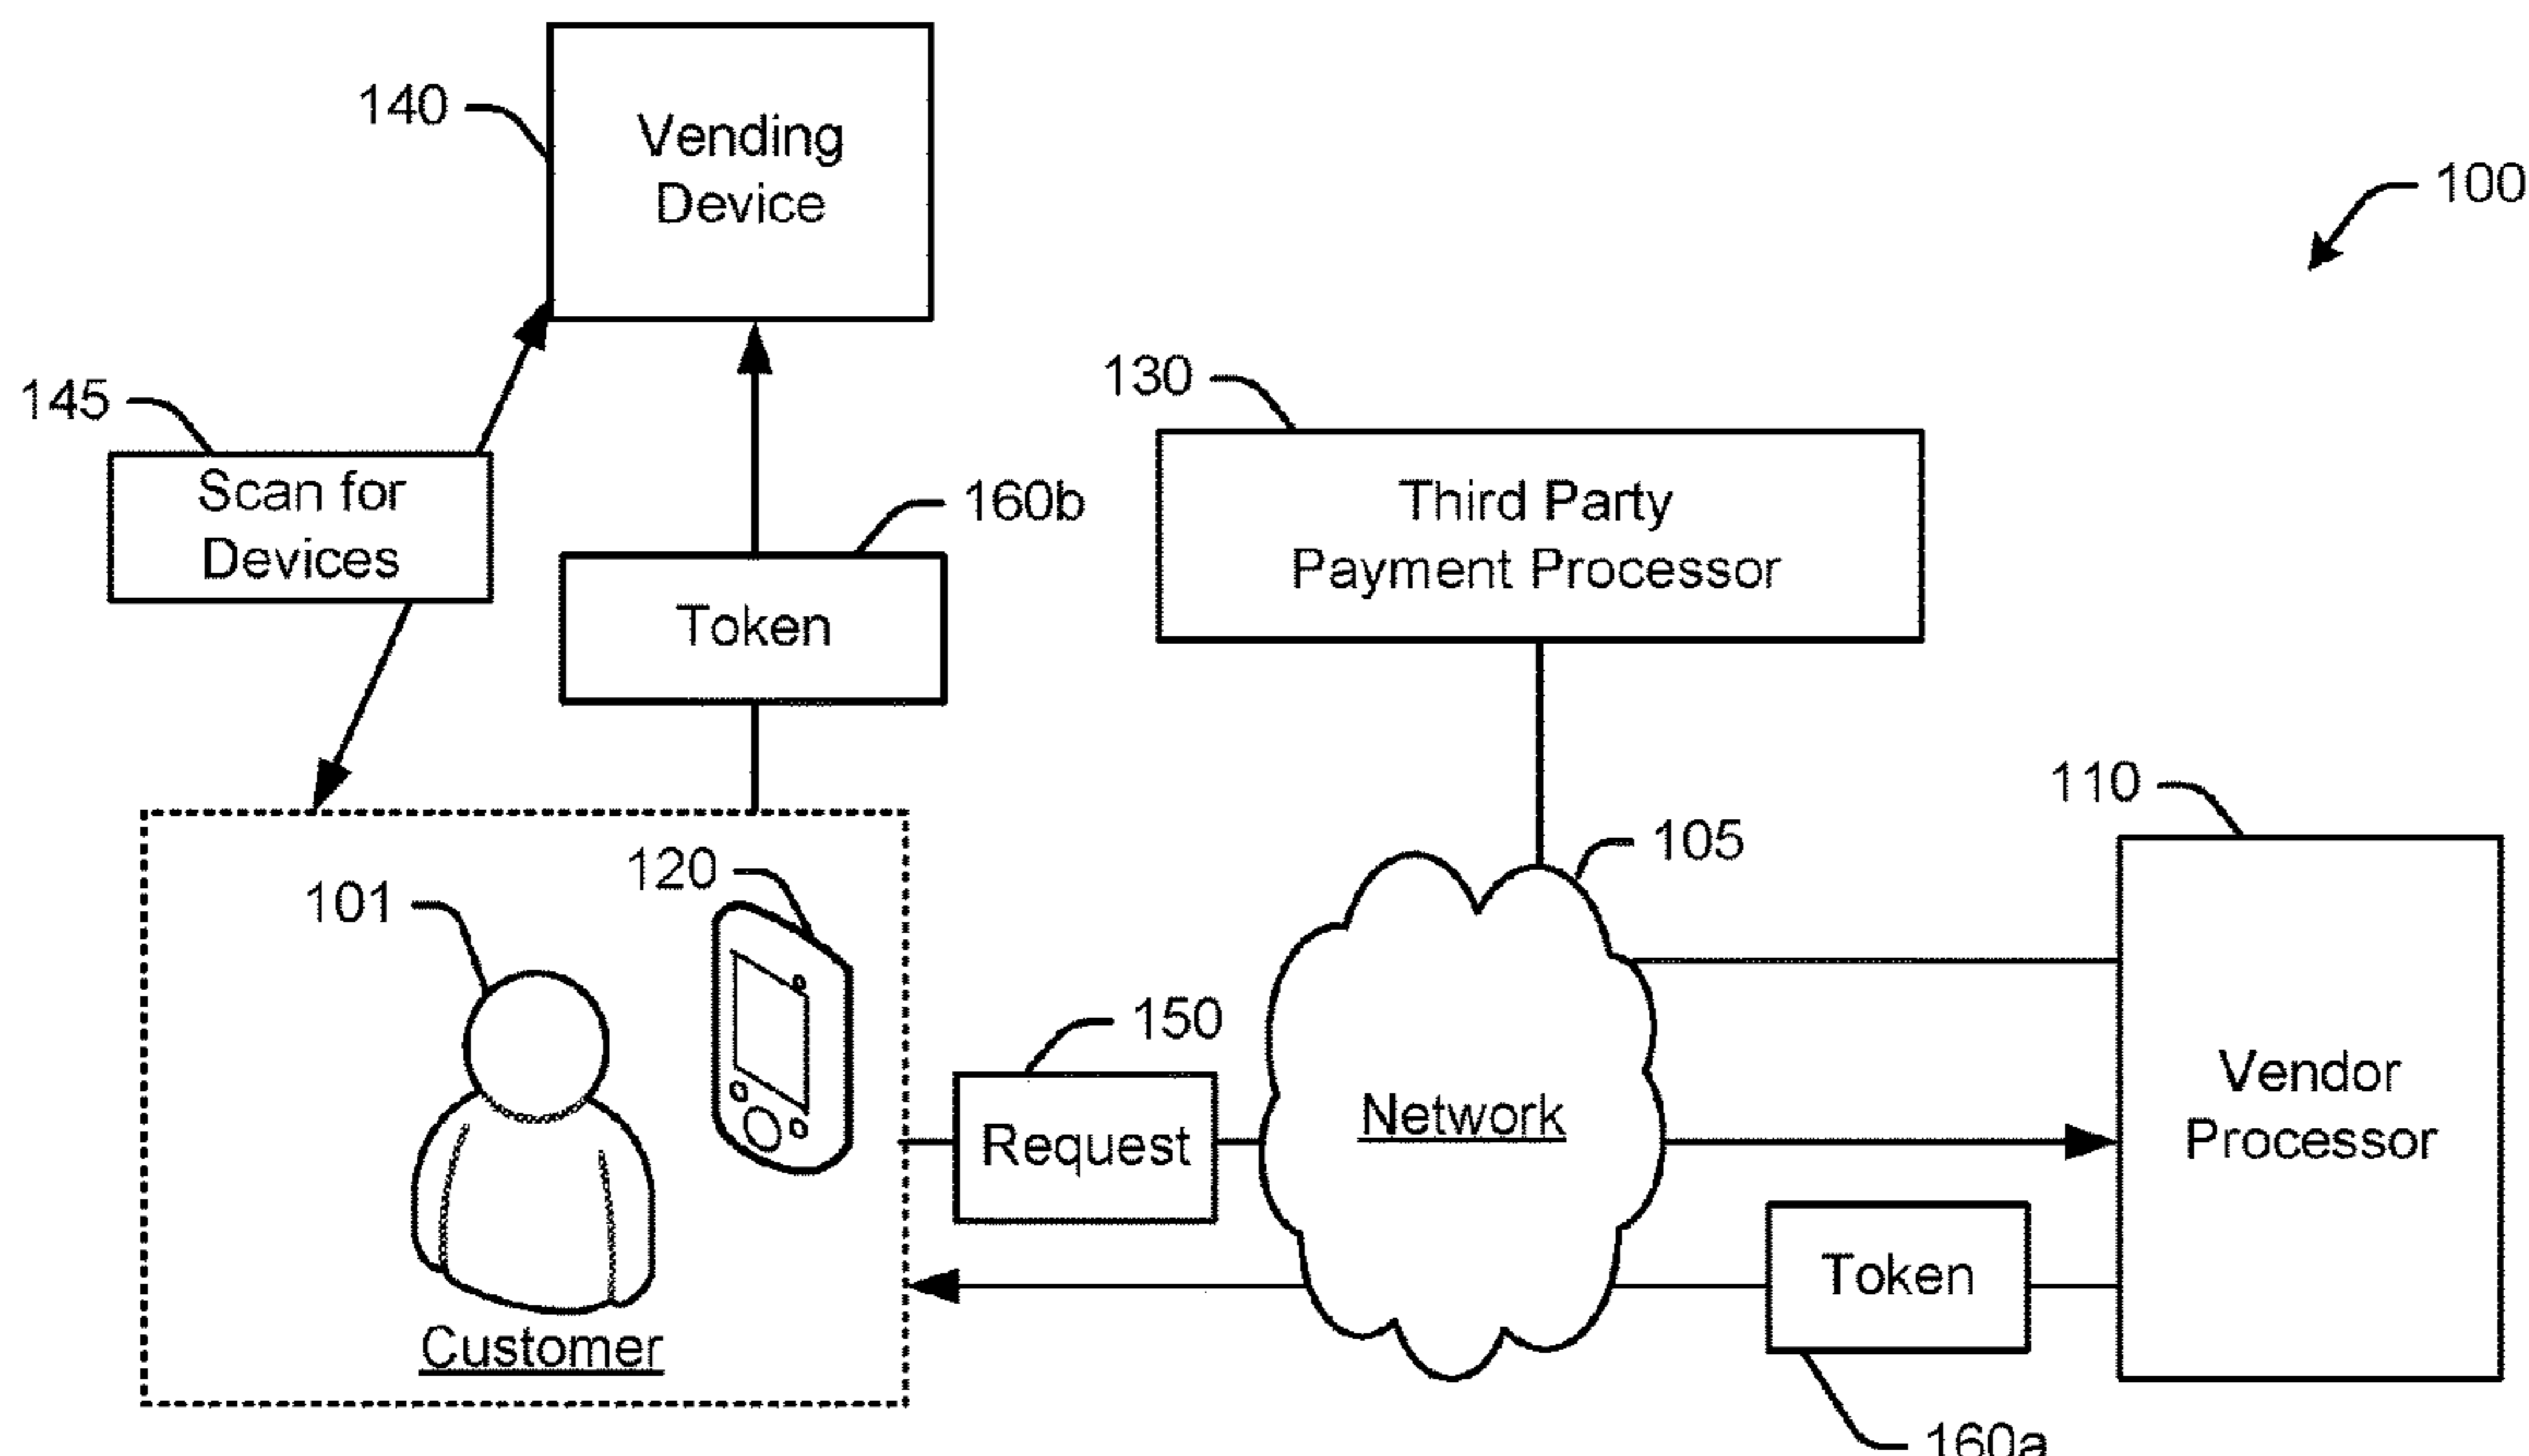 140
Vending
Device
100
145
Scan for
Devices
160b
Token
130
Third Party
Payment Processor
110
105
120
101
150
Request
Network
Vendor
Processor
Token
Customer
160a